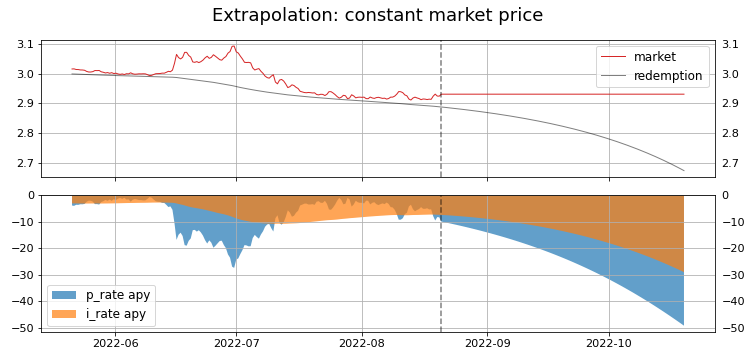 Extrapolation: constant market price
3.1 3.1
3.0 3.0
2.9 2.9
2.8 2.8
2.7 2.7
market
redemption
0 0
−10 −10
−20 −20
−30 −30
−40 −40
−50 −50
p_rate apy
i_rate apy
2022-06 2022-07 2022-08 2022-09 2022-10